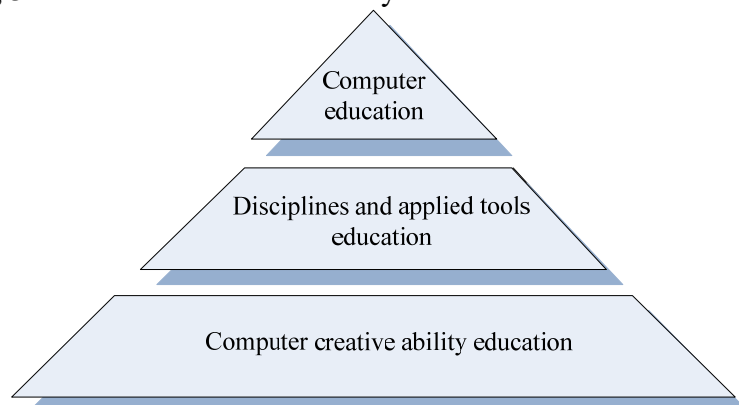 Computer
education
Disciplines and applied tools
education
Computer creative ability education